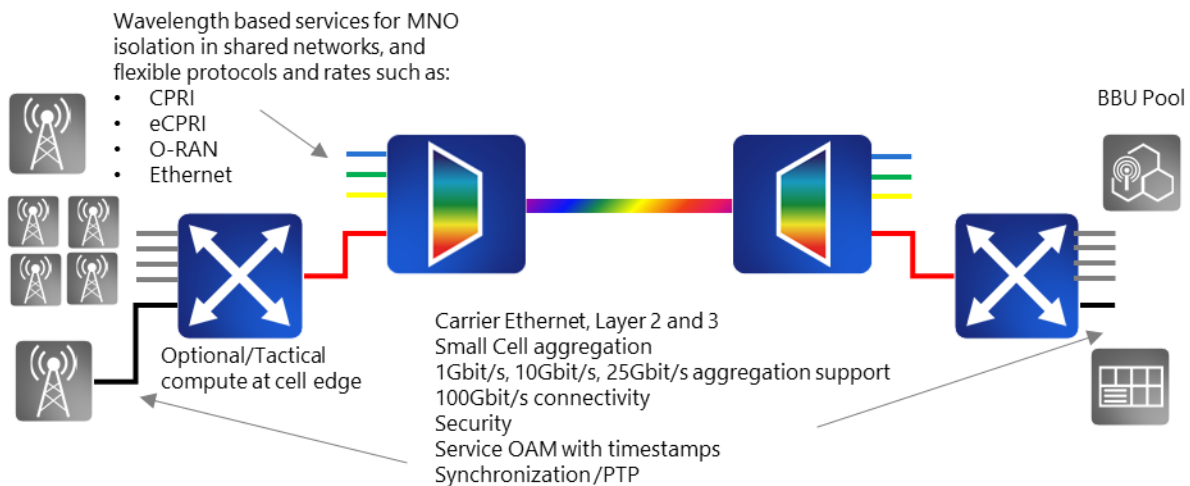 Wavelength based services for MNO
isolation in shared networks, and
flexible protocols and rates such as:
• CPRI
• eCPRI
• O-RAN
• Ethernet
BBU Pool
Optional/Tactical
compute at cell edge
Carrier Ethernet, Layer 2 and 3
Small Cell aggregation
1Gbit/s, 10Gbit/s, 25Gbit/s aggregation support
100Gbit/s connectivity
Security
Service OAM with timestamps
Synchronization/PTP